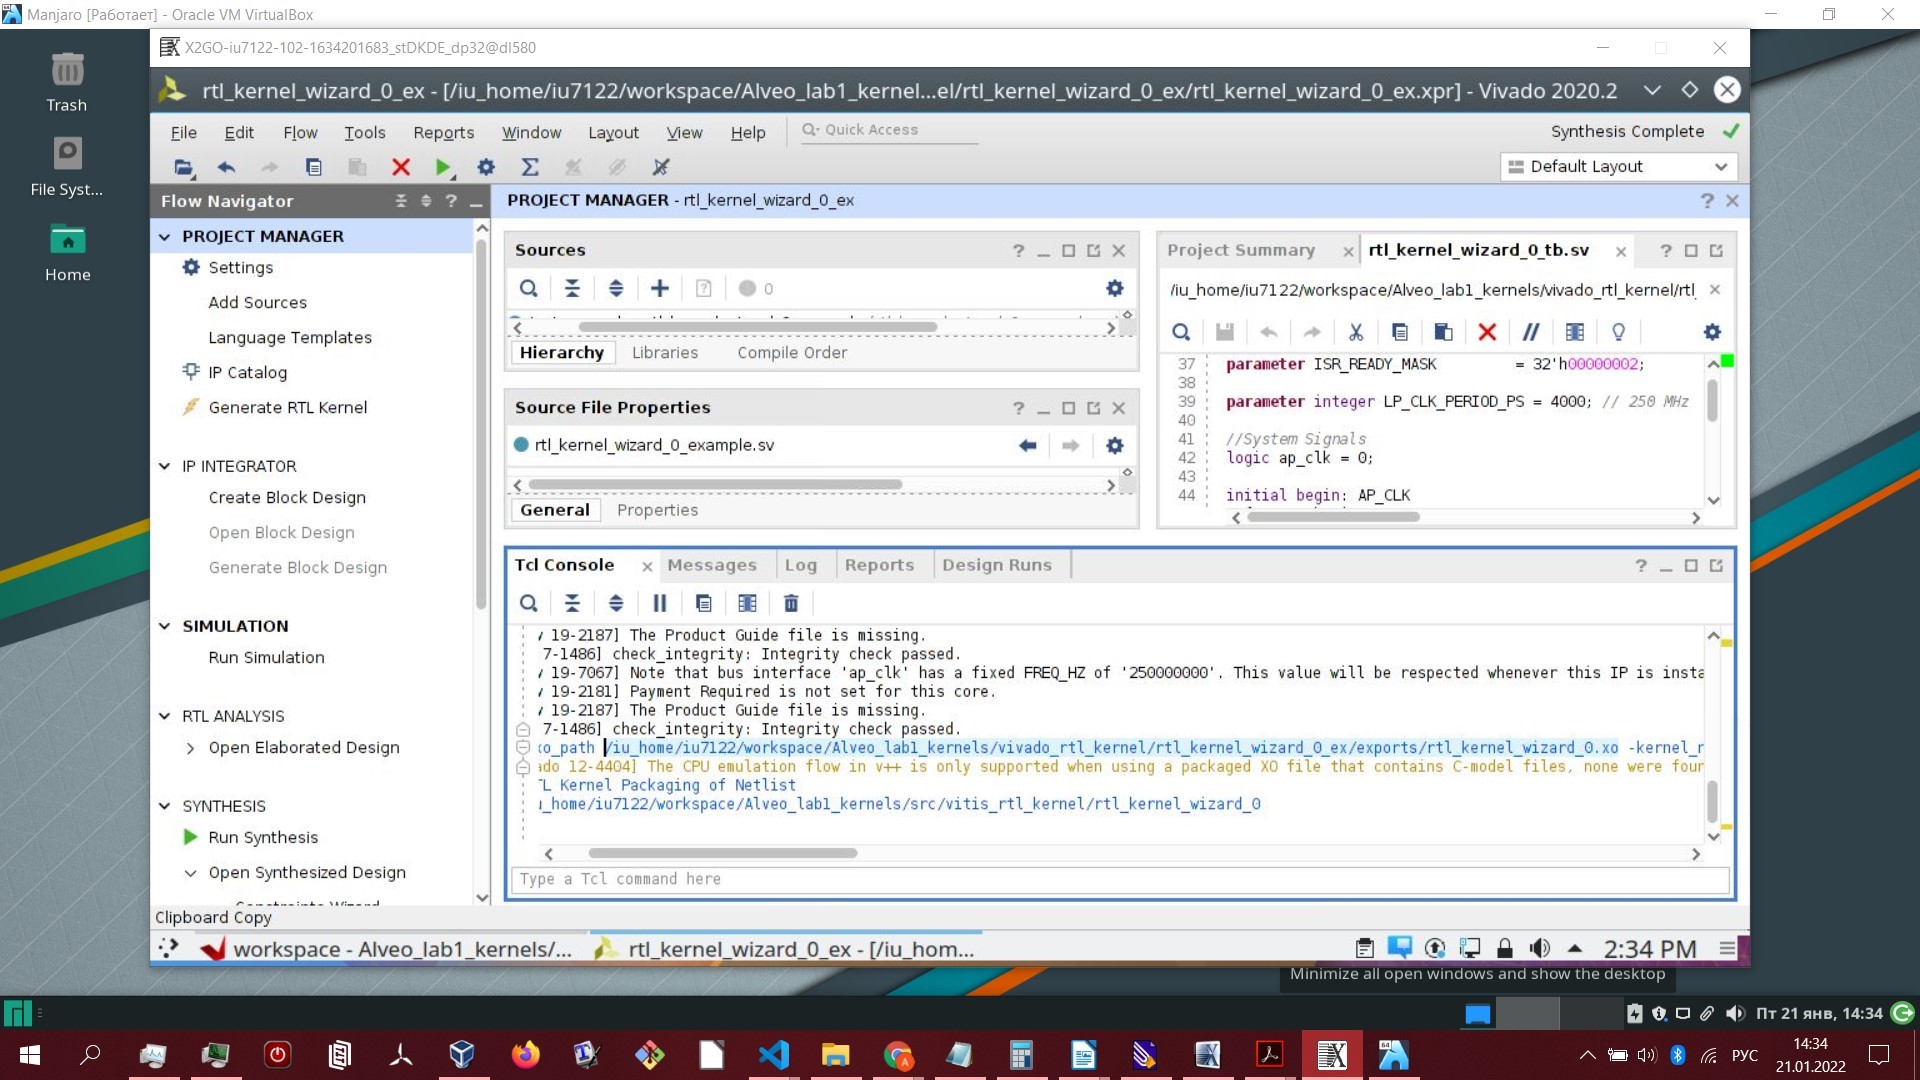 Manjaro [Работает] - Oracle VM VirtualBox
Trash
File Syst...
Home
X2GO-iu7122-102-1634201683_stDKDE_dp32@dl580
rtl_kernel_wizard_0_ex - [/iu_home/iu7122/workspace/Alveo_lab1_kernel...el/rtl_kernel_wizard_0_ex/rtl_kernel_wizard_0_ex.xpr] - Vivado 2020.2
File Edit Flow Tools Reports Window Layout View Help Quick Access
Synthesis Complete
Default Layout
Flow Navigator
PROJECT MANAGER
Settings
Add Sources
Language Templates
IP Catalog
Generate RTL Kernel
IP INTEGRATOR
Create Block Design
Open Block Design
Generate Block Design
SIMULATION
Run Simulation
RTL ANALYSIS
Open Elaborated Design
SYNTHESIS
Run Synthesis
Open Synthesized Design
PROJECT MANAGER - rtl_kernel_wizard_0_ex
Sources
0
Hierarchy Libraries Compile Order
Source File Properties
rtl_kernel_wizard_0_example.sv
General Properties
Project Summary rtl_kernel_wizard_0_tb.sv
/iu_home/iu7122/workspace/Alveo_lab1_kernels/vivado_rtl_kernel/rtl_
37 parameter ISR_READY_MASK = 32'h00000002;
38
39 parameter integer LP_CLK_PERIOD_PS = 4000; // 250 MHz
40
41 //System Signals
42 logic ap_clk = 0;
43
44 initial begin: AP_CLK
Tcl Console Messages Log Reports Design Runs
19-2187] The Product Guide file is missing.
7-1486] check_integrity: Integrity check passed.
19-7067] Note that bus interface 'ap_clk' has a fixed FREQ_HZ of '250000000'. This value will be respected whenever this IP is insta
19-2181] Payment Required is not set for this core.
19-2187] The Product Guide file is missing.
7-1486] check_integrity: Integrity check passed.
xo_path /iu_home/iu7122/workspace/Alveo_lab1_kernels/vivado_rtl_kernel/rtl_kernel_wizard_0_ex/exports/rtl_kernel_wizard_0.xo -kernel_n
ado 12-4404] The CPU emulation flow in v++ is only supported when using a packaged XO file that contains C-model files, none were four
TL Kernel Packaging of Netlist
u_home/iu7122/workspace/Alveo_lab1_kernels/src/vitis_rtl_kernel/rtl_kernel_wizard_0
Type a Tcl command here
Clipboard Copy
workspace - Alveo_lab1_kernels/... rtl_kernel_wizard_0_ex - [/iu_hom... 2:34 PM
Minimize all open windows and show the desktop
Пт 21 янв, 14:34
РУС
14:34
21.01.2022